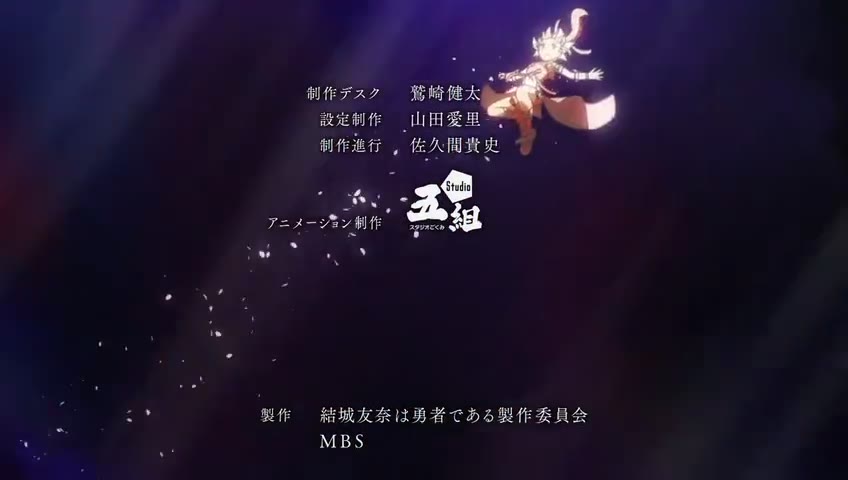 制作デスク 鷲崎健太
設定制作 山田愛里
制作進行 佐久間貴史
アニメーション制作 Studio 五組
スタジオごくみ
製作 結城友奈は勇者である製作委員会
MBS